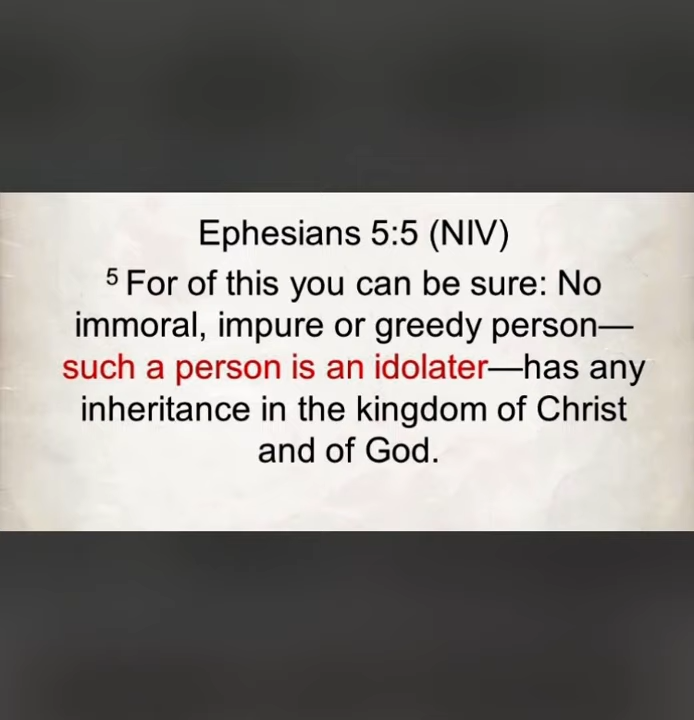 Ephesians 5:5 (NIV)
5 For of this you can be sure: No
immoral, impure or greedy person—
such a person is an idolater—has any
inheritance in the kingdom of Christ
and of God.